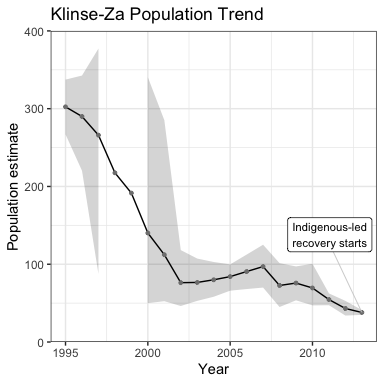 Klinse-Za Population Trend
Population estimate
400
300
200
100
0
Indigenous-led
recovery starts
1995
2000
2005
2010
Year